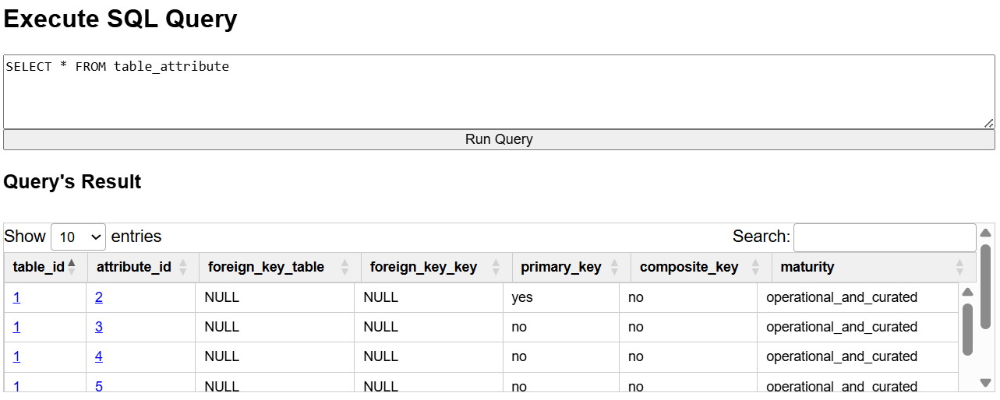 Execute SQL Query
SELECT * FROM table_attribute
Run Query
Query's Result
Show 10 entries Search:
table_id attribute_id foreign_key_table foreign_key_key primary_key composite_key maturity
1 2 NULL NULL yes no operational_and_curated
1 3 NULL NULL no no operational_and_curated
1 4 NULL NULL no no operational_and_curated
1 5 NULL NULL no no operational_and_curated